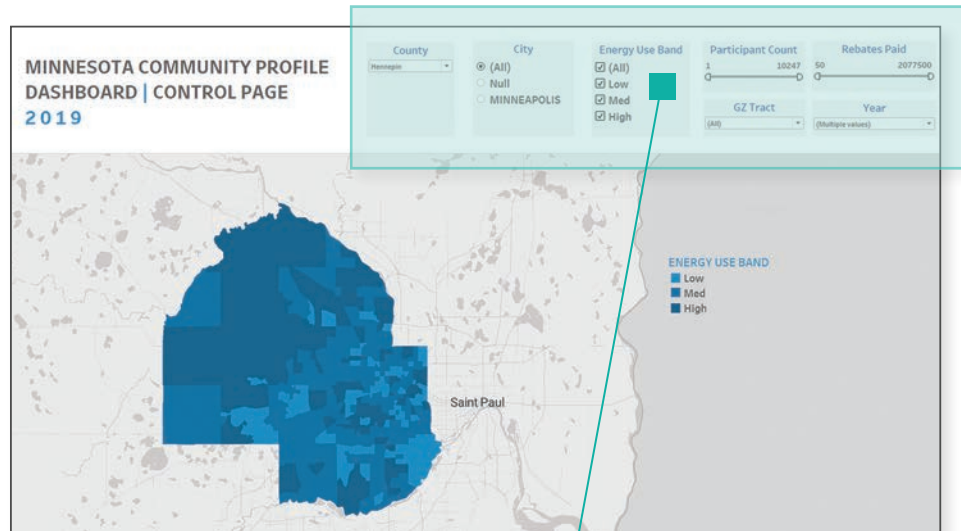 MINNESOTA COMMUNITY PROFILE
DASHBOARD | CONTROL PAGE
2019
County
Hennepin
City
(All)
Null
MINNEAPOLIS
Energy Use Band
(All)
Low
Med
High
Participant Count
1 10247
Rebates Paid
50 2077500
GZ Tract
(All)
Year
(Multiple values)
ENERGY USE BAND
Low
Med
High
Saint Paul